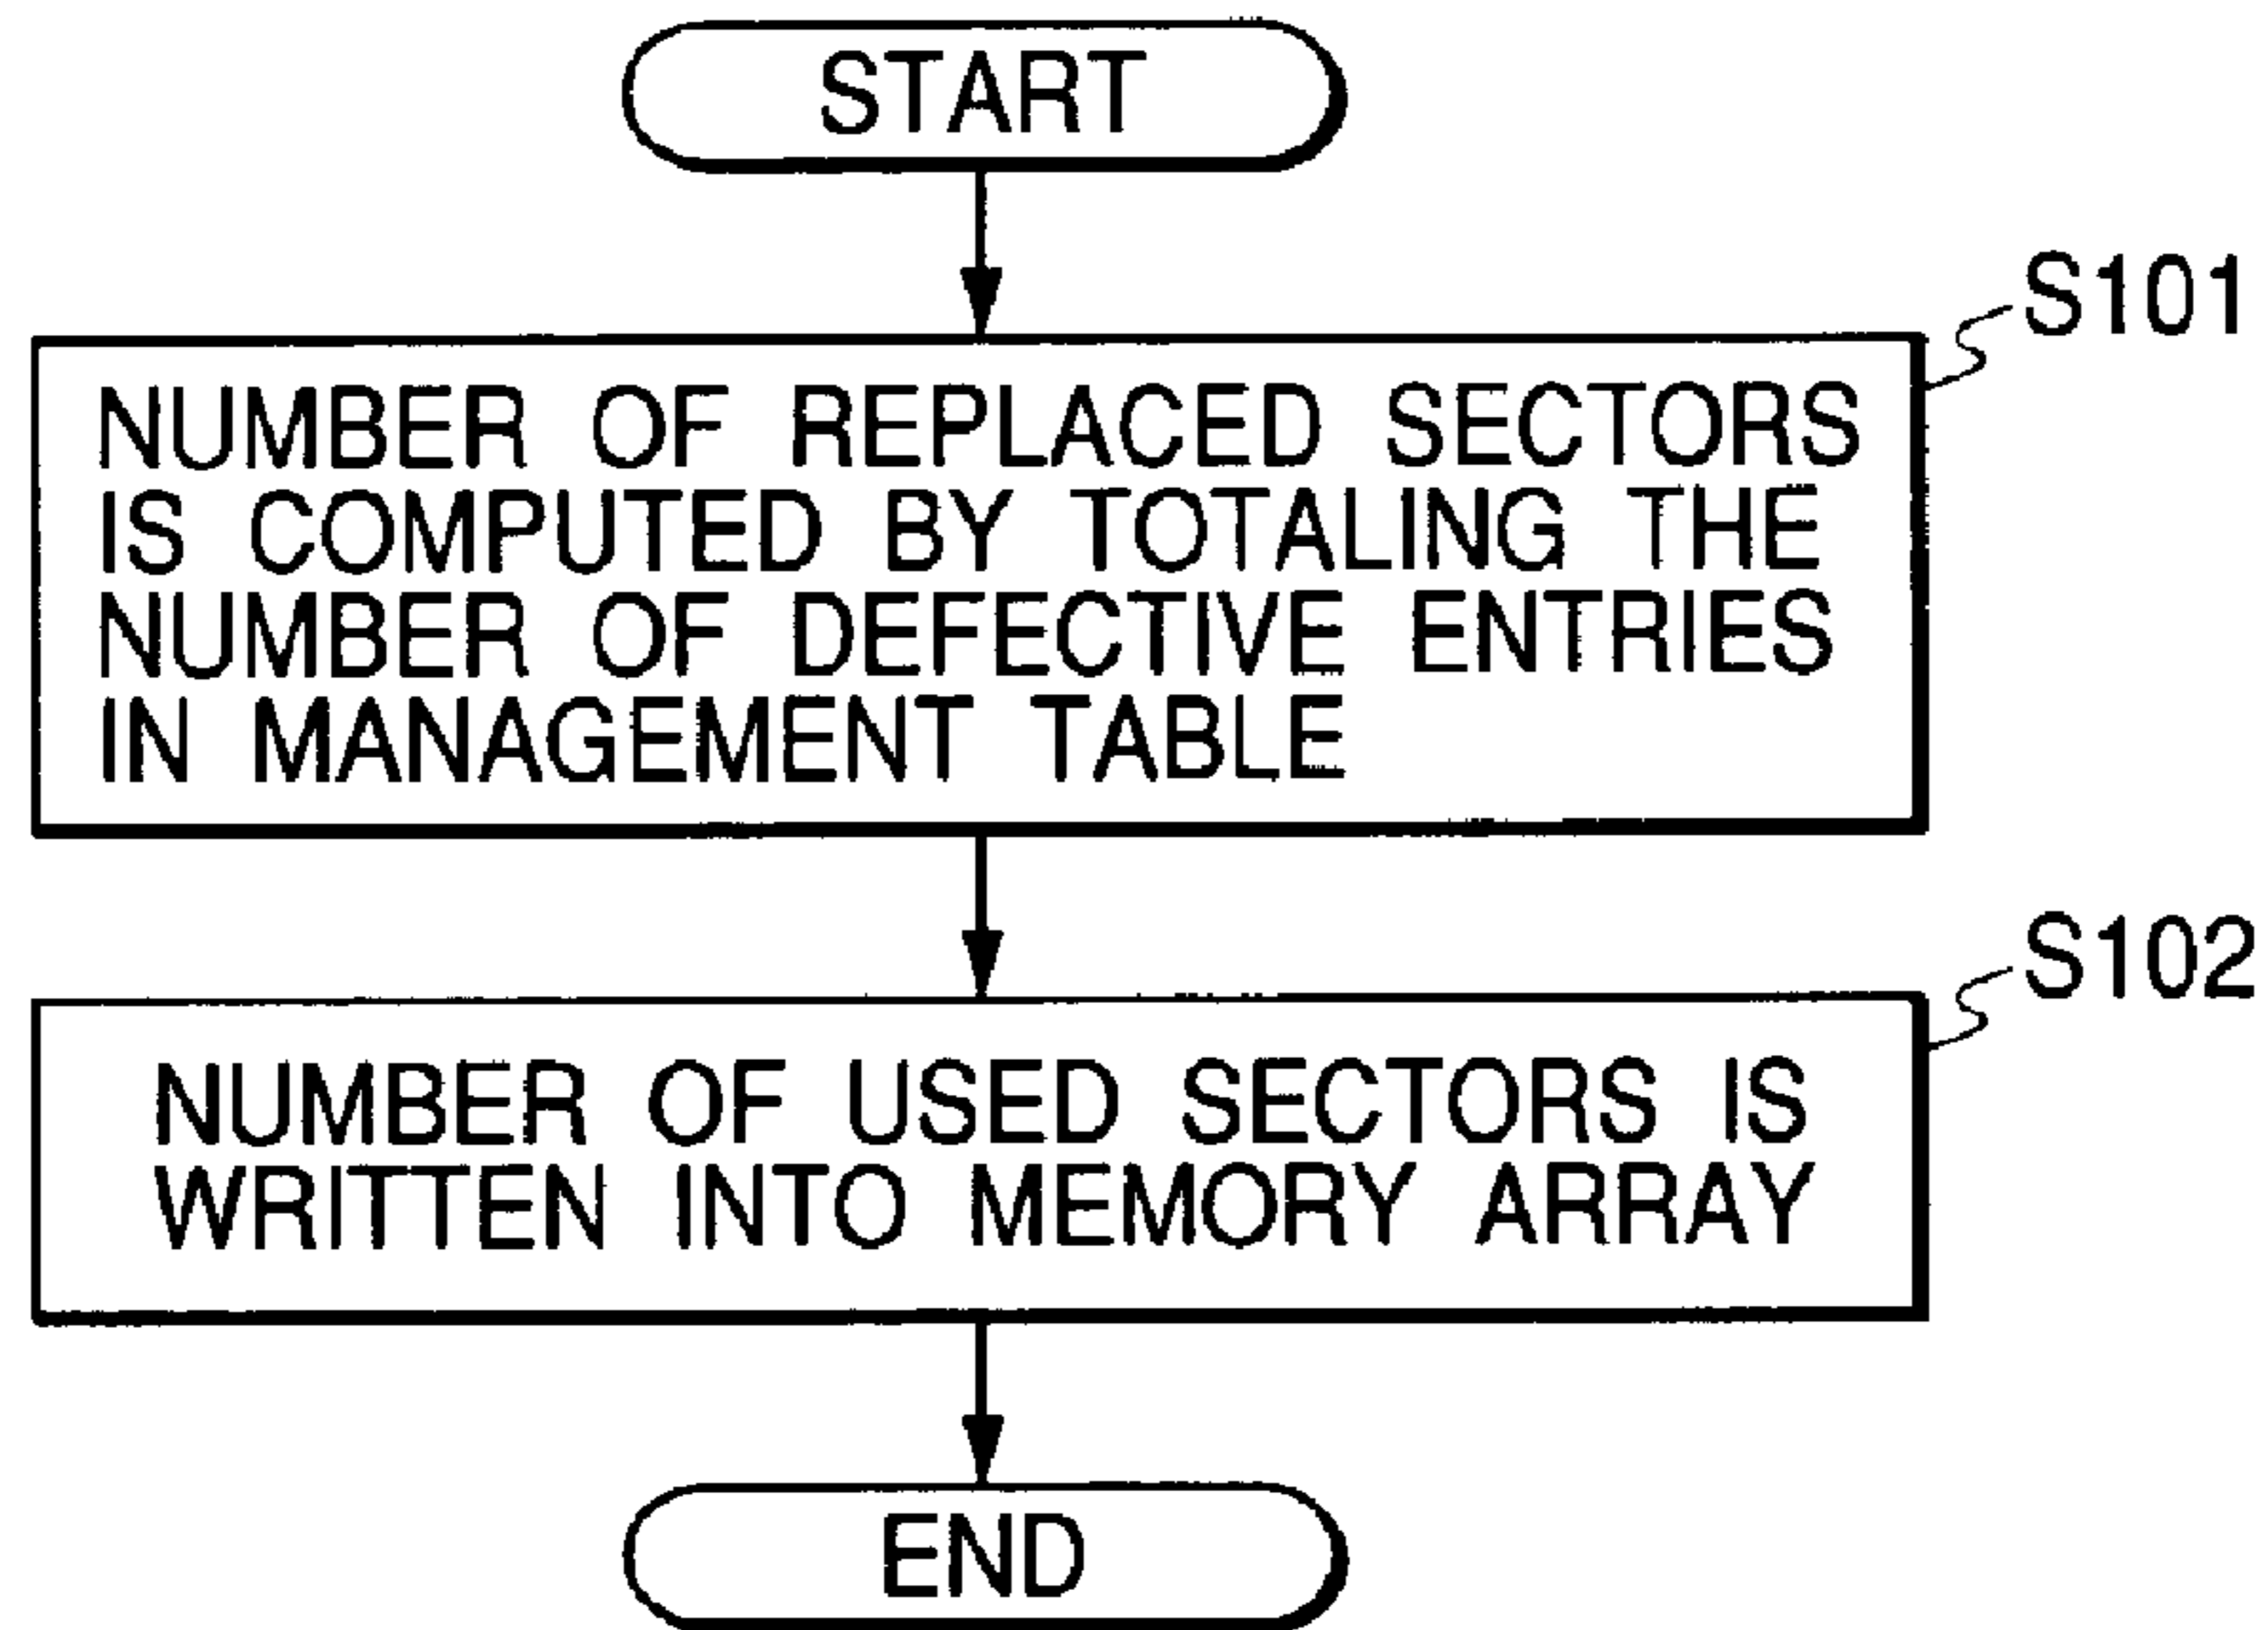 START
S101
NUMBER OF REPLACED SECTORS
IS COMPUTED BY TOTALING THE
NUMBER OF DEFECTIVE ENTRIES
IN MANAGEMENT TABLE
S102
NUMBER OF USED SECTORS IS
WRITTEN INTO MEMORY ARRAY
END